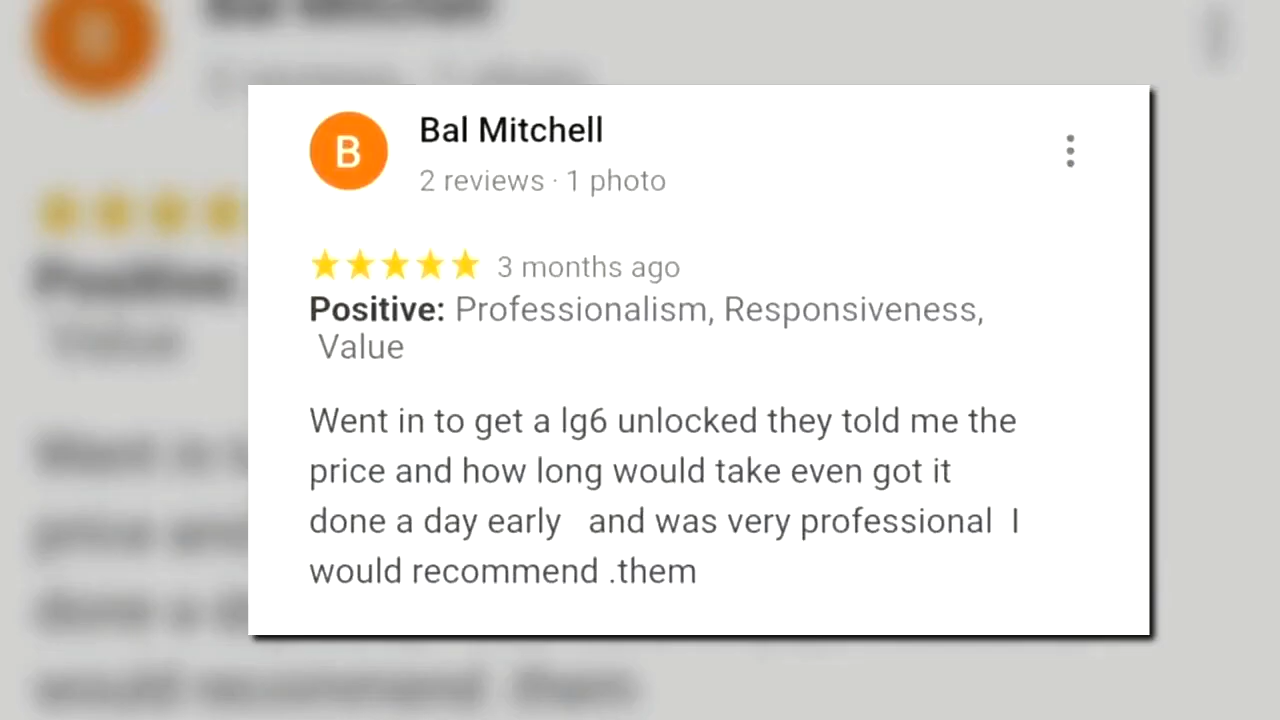 B
Bal Mitchell
2 reviews · 1 photo
3 months ago
Positive: Professionalism, Responsiveness,
Value
Went in to get a lg6 unlocked they told me the
price and how long would take even got it
done a day early   and was very professional  I
would recommend .them